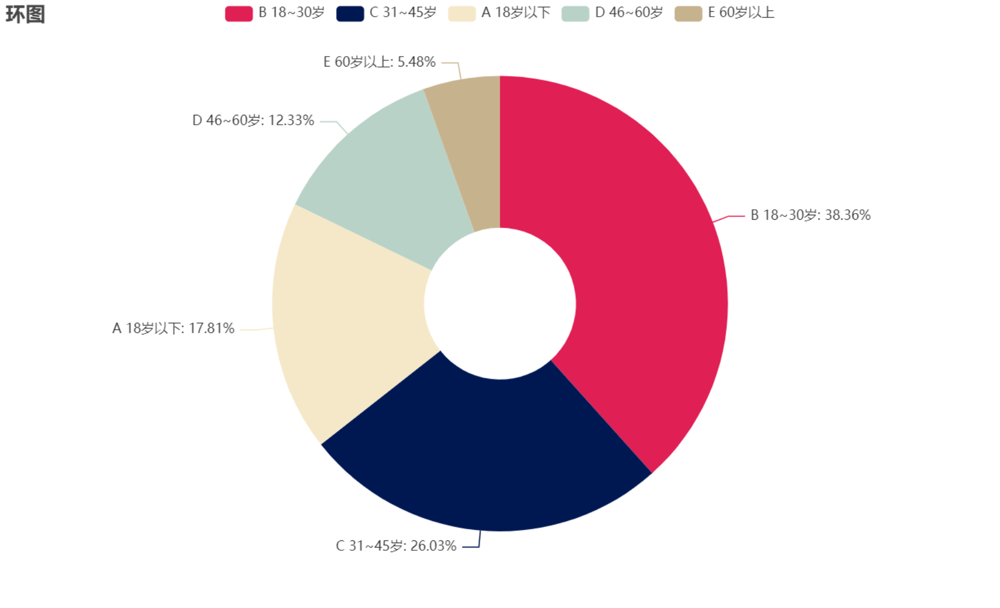 环图
B 18~30岁
C 31~45岁
A 18岁以下
D 46~60岁
E 60岁以上
E 60岁以上: 5.48%
D 46~60岁: 12.33%
B 18~30岁: 38.36%
A 18岁以下: 17.81%
C 31~45岁: 26.03%